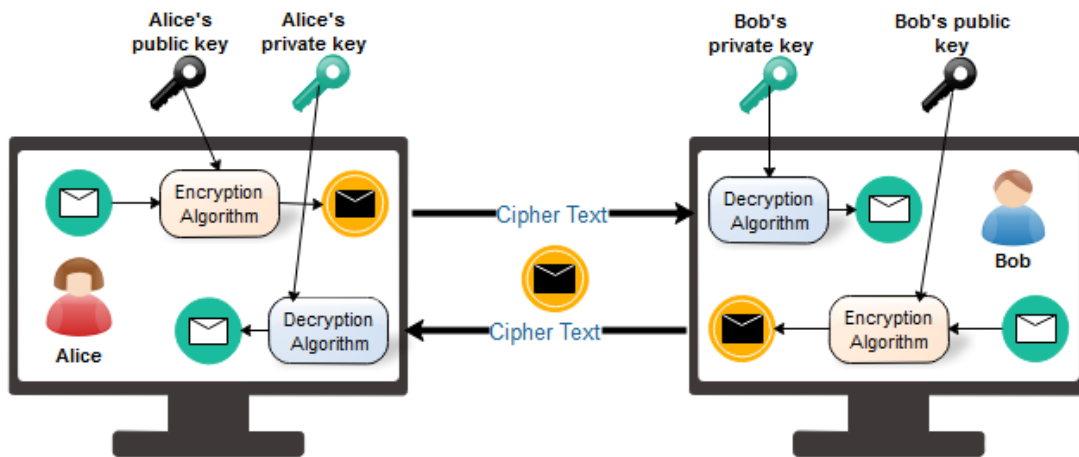 Alice's
public key
Alice's
private key
Bob's
private key
Bob's public
key
Encryption
Algorithm
Cipher Text
Decryption
Algorithm
Bob
Alice
Decryption
Algorithm
Cipher Text
Encryption
Algorithm